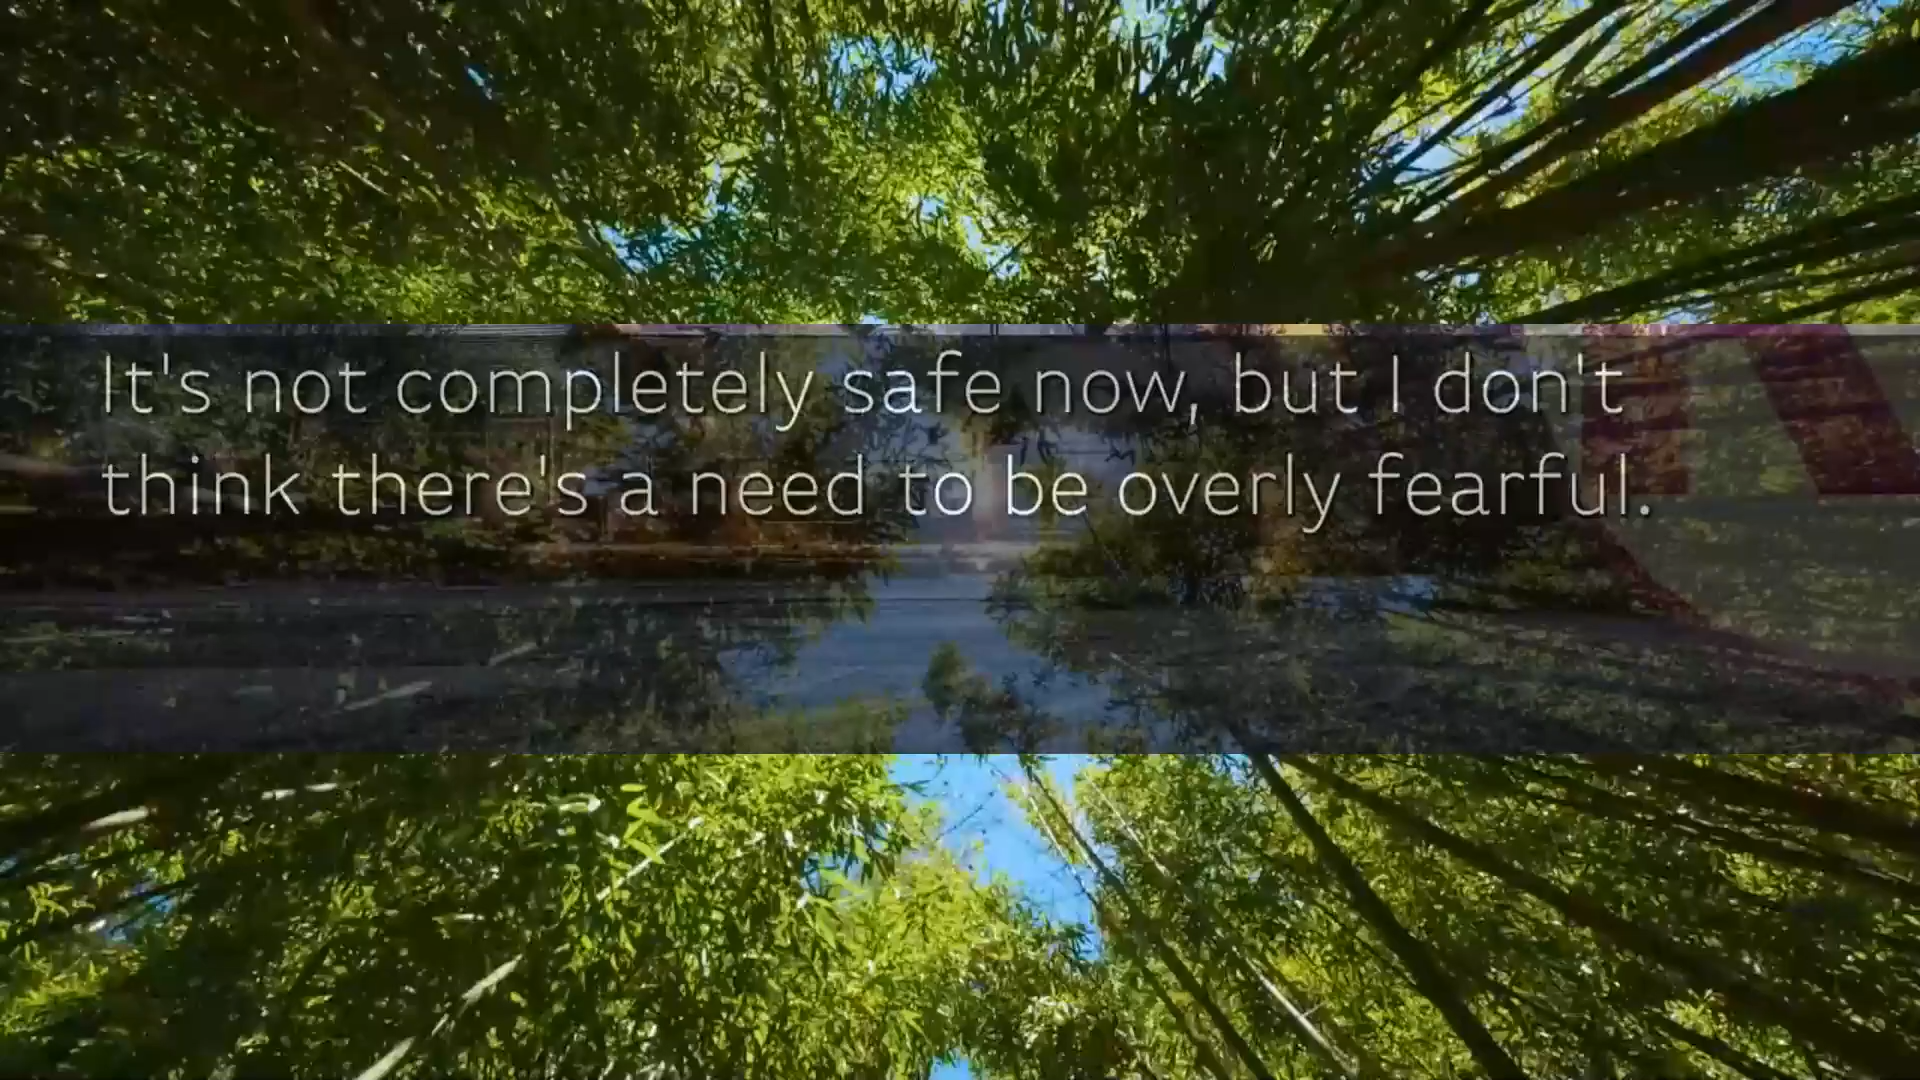 It's not completely safe now, but I don't
think there's a need to be overly fearful.